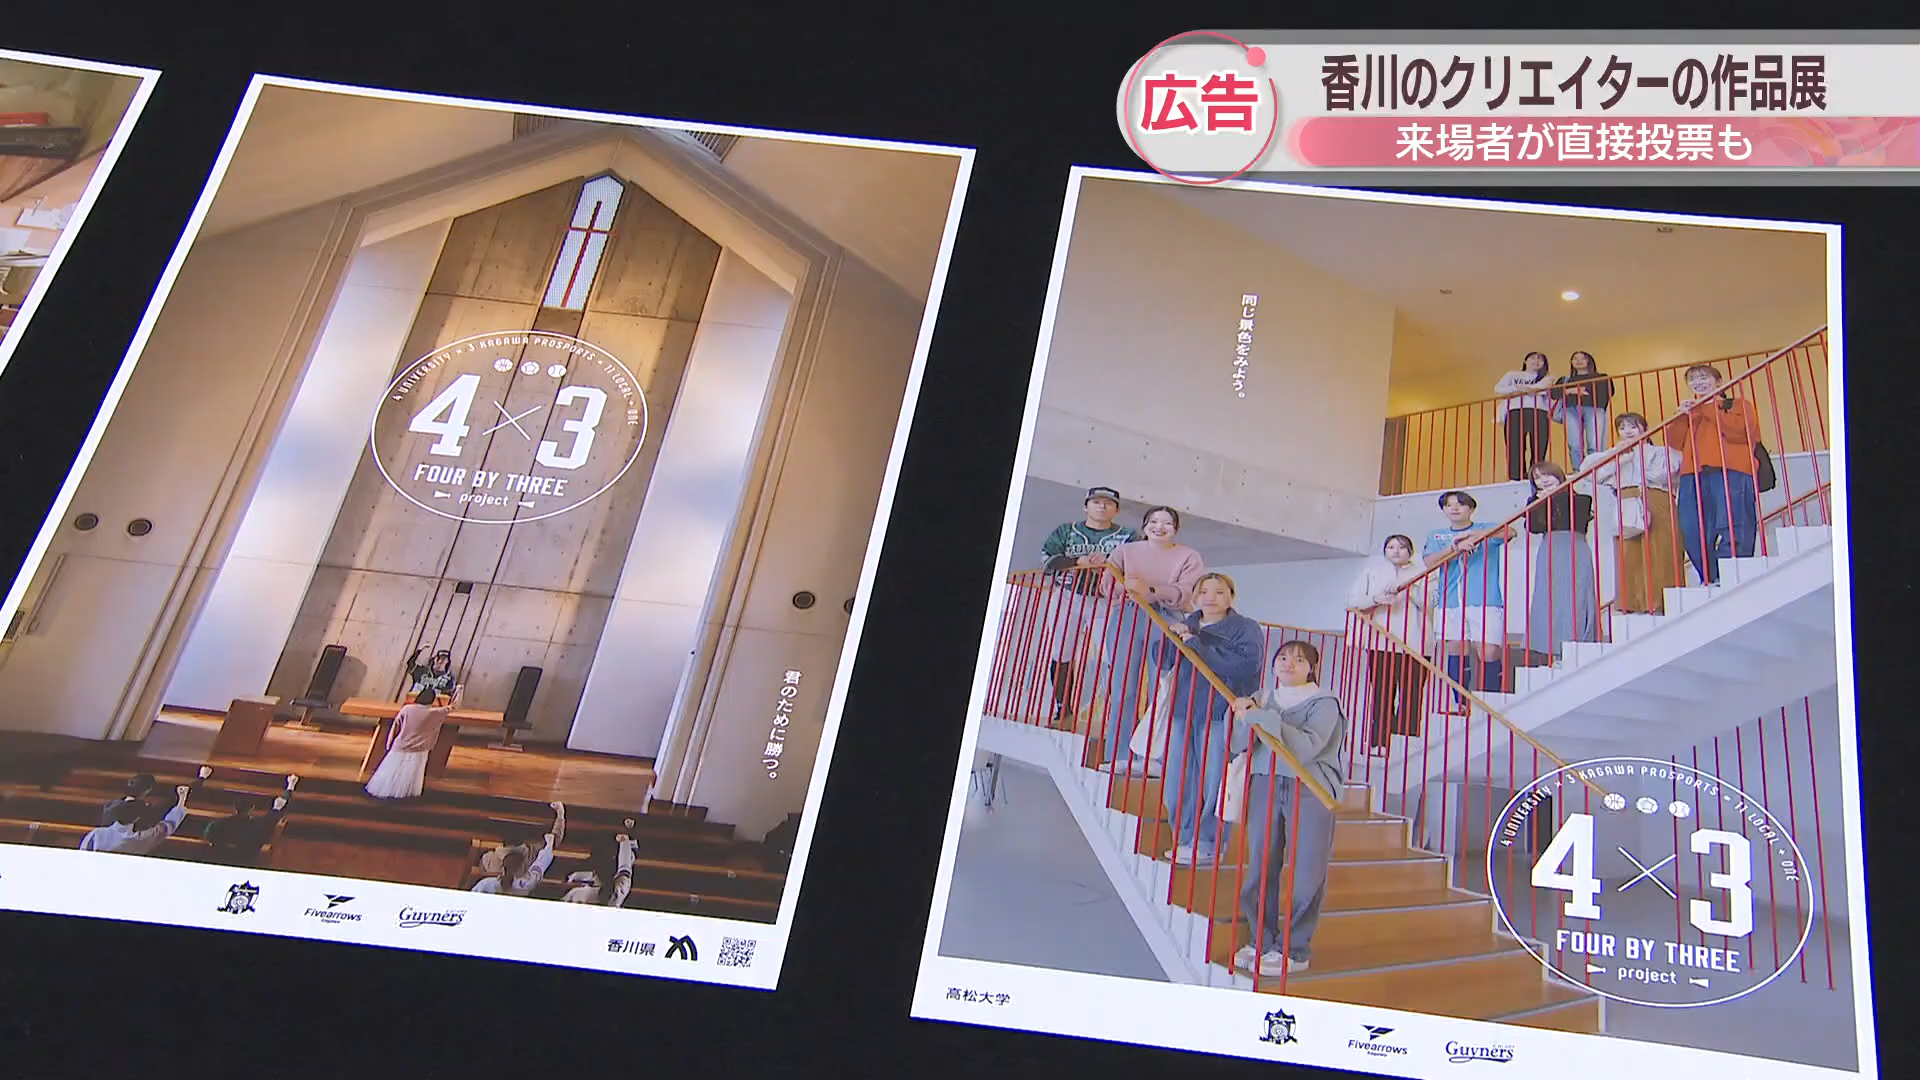 広告
香川のクリエイターの作品展
来場者が直接投票も
4 UNIVERSITY × 3 KAGAWA PROSPORTS = 11 LOCAL + ONE
4×3
FOUR BY THREE
project
君のために勝つ。
Fivearrows
Guyners
香川県
同じ景色をみよう。
4 UNIVERSITY × 3 KAGAWA PROSPORTS = 11 LOCAL + ONE
4×3
FOUR BY THREE
project
高松大学
Fivearrows
Guyners